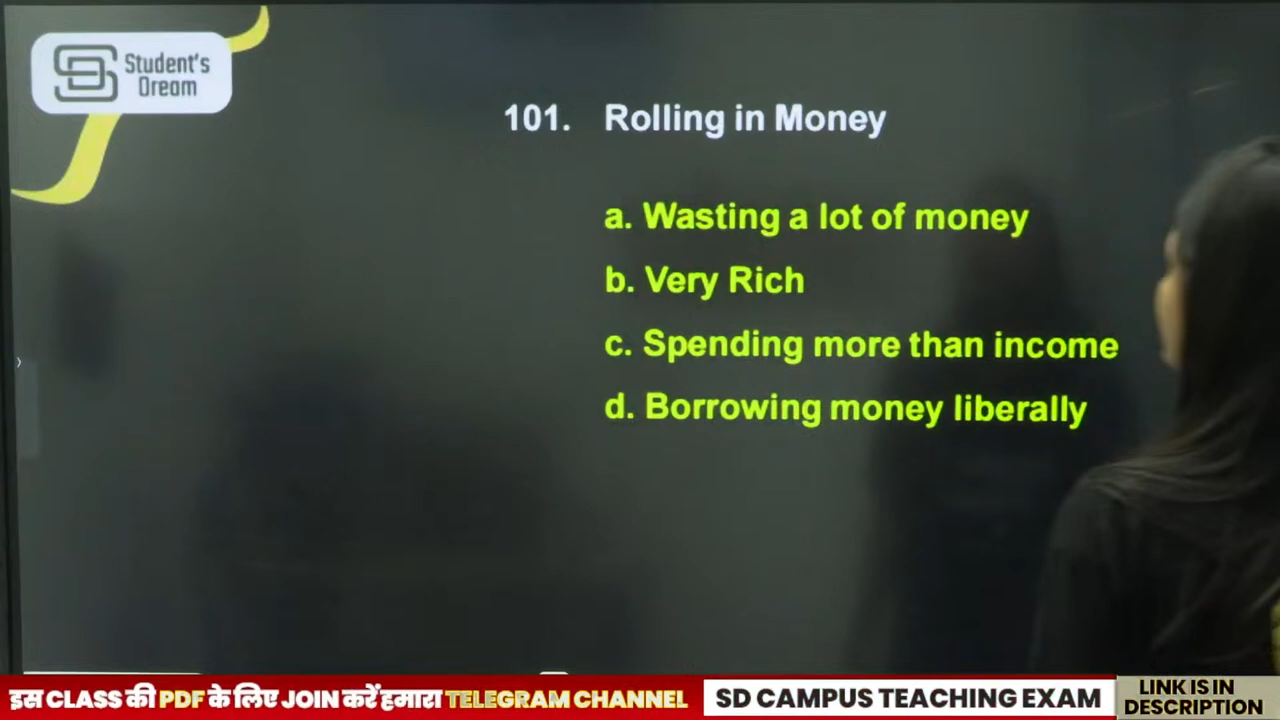 Student's
Dream
101. Rolling in Money
a. Wasting a lot of money
b. Very Rich
c. Spending more than income
d. Borrowing money liberally
इस CLASS की PDF के लिए JOIN करें हमारा TELEGRAM CHANNEL
SD CAMPUS TEACHING EXAM
LINK IS IN
DESCRIPTION